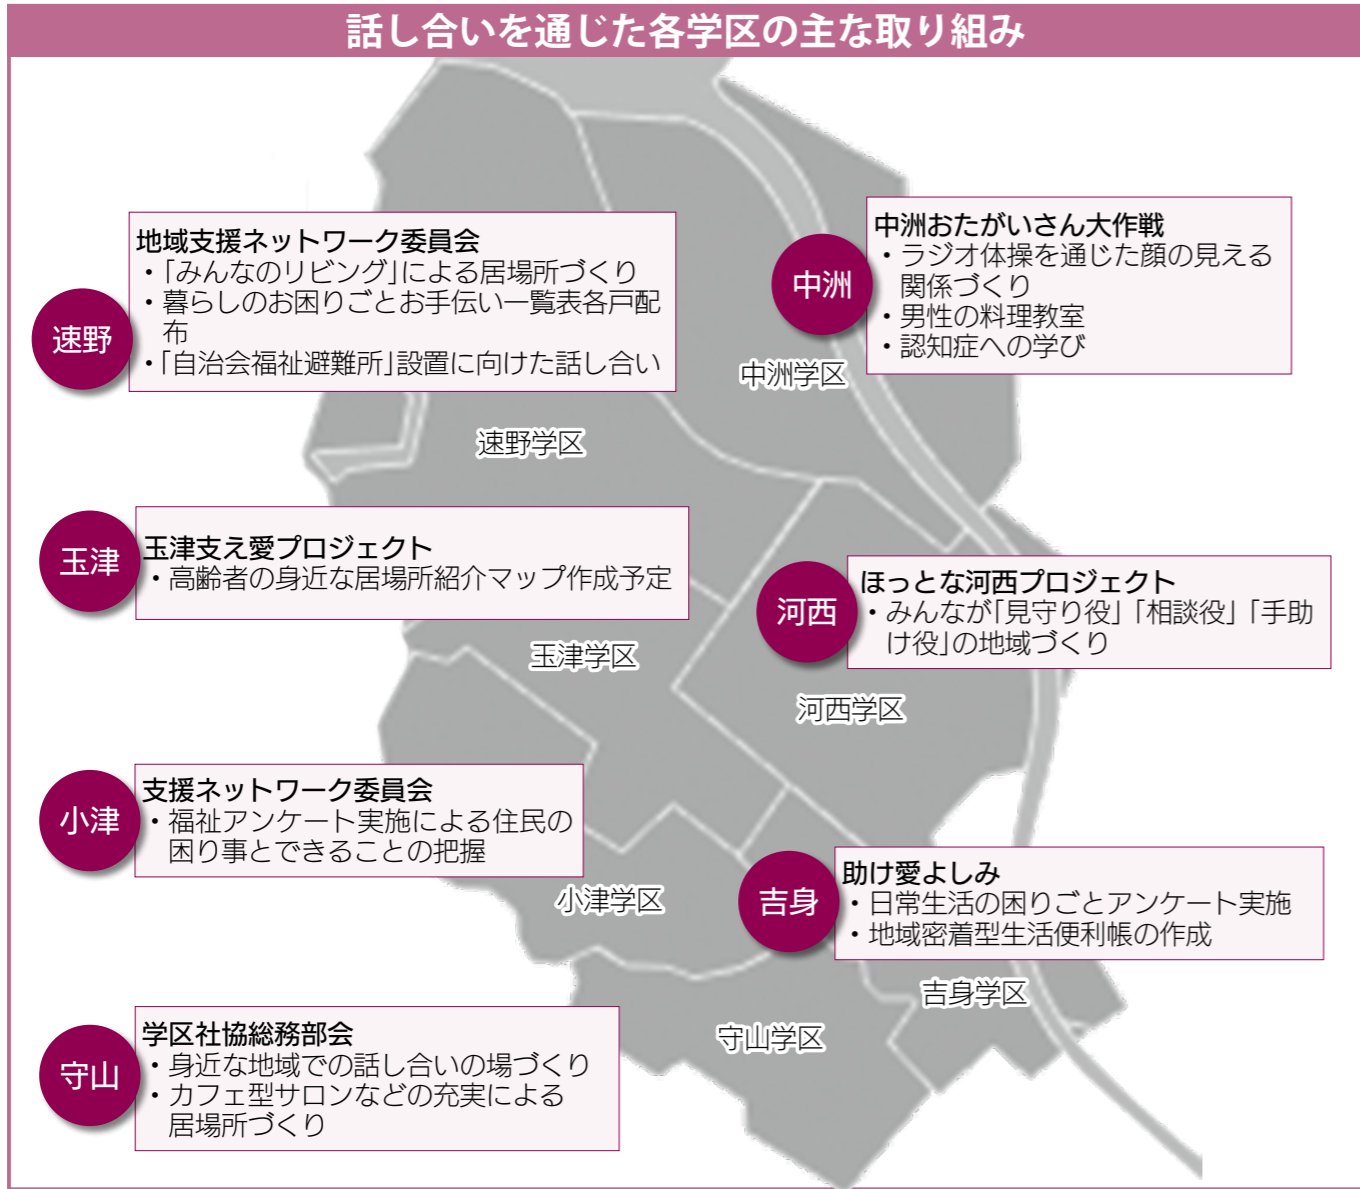 話し合いを通じた各学区の主な取り組み
速野
地域支援ネットワーク委員会
・「みんなのリビング」による居場所づくり
・暮らしのお困りごとお手伝い一覧表各戸配
布
・「自治会福祉避難所」設置に向けた話し合い
中洲
中洲おたがいさん大作戦
・ラジオ体操を通じた顔の見える
関係づくり
・男性の料理教室
・認知症への学び
中洲学区
速野学区
玉津
玉津支え愛プロジェクト
・高齢者の身近な居場所紹介マップ作成予定
河西
ほっとな河西プロジェクト
・みんなが「見守り役」「相談役」「手助
け役」の地域づくり
玉津学区
河西学区
小津
支援ネットワーク委員会
・福祉アンケート実施による住民の
困り事とできることの把握
小津学区
吉身
助け愛よしみ
・日常生活の困りごとアンケート実施
・地域密着型生活便利帳の作成
吉身学区
守山学区
守山
学区社協総務部会
・身近な地域での話し合いの場づくり
・カフェ型サロンなどの充実による
居場所づくり